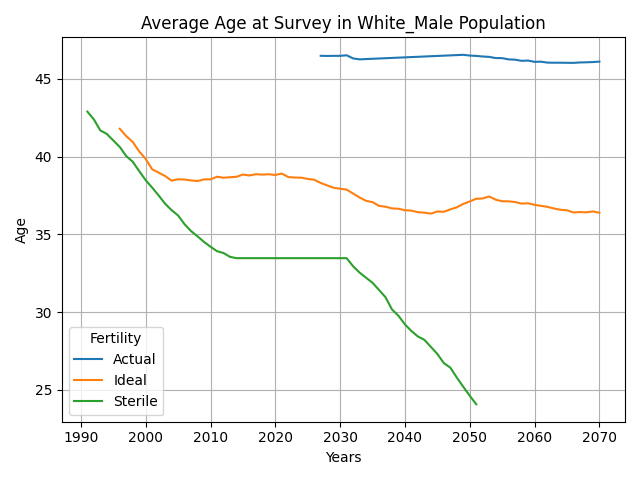 Average Age at Survey in White_Male Population
Age
45
40
35
30
25
Fertility
Actual
Ideal
Sterile
1990 2000 2010 2020 2030 2040 2050 2060 2070
Years